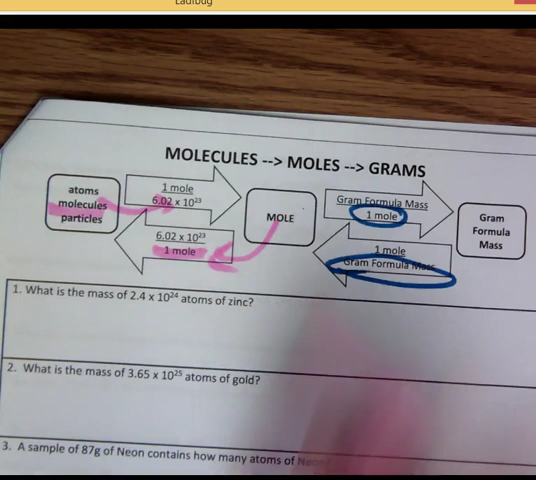 Ladibug
MOLECULES --> MOLES --> GRAMS
atoms
molecules
particles
1 mole
6.02 x 10²³
6.02 x 10²³
1 mole
MOLE
Gram Formula Mass
1 mole
1 mole
Gram Formula Mass
Gram
Formula
Mass
1. What is the mass of 2.4 x 10²⁴ atoms of zinc?
2. What is the mass of 3.65 x 10²⁵ atoms of gold?
3. A sample of 87g of Neon contains how many atoms of Neon